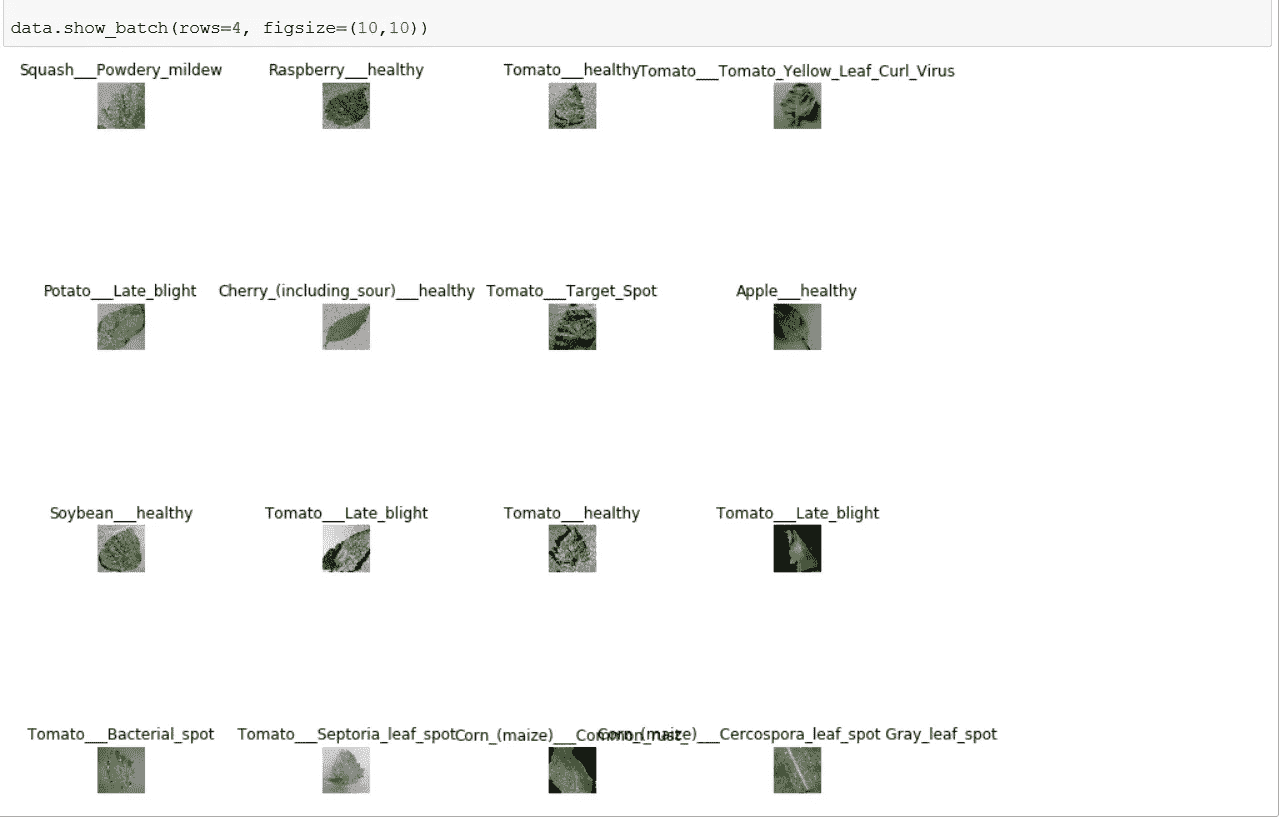 data.show_batch(rows=4, figsize=(10,10))
Squash___Powdery_mildew Raspberry___healthy Tomato___healthy Tomato___Tomato_Yellow_Leaf_Curl_Virus
Potato___Late_blight Cherry_(including_sour)___healthy Tomato___Target_Spot Apple___healthy
Soybean___healthy Tomato___Late_blight Tomato___healthy Tomato___Late_blight
Tomato___Bacterial_spot Tomato___Septoria_leaf_spot Corn_(maize)___Common_rust_ Corn_(maize)___Cercospora_leaf_spot Gray_leaf_spot